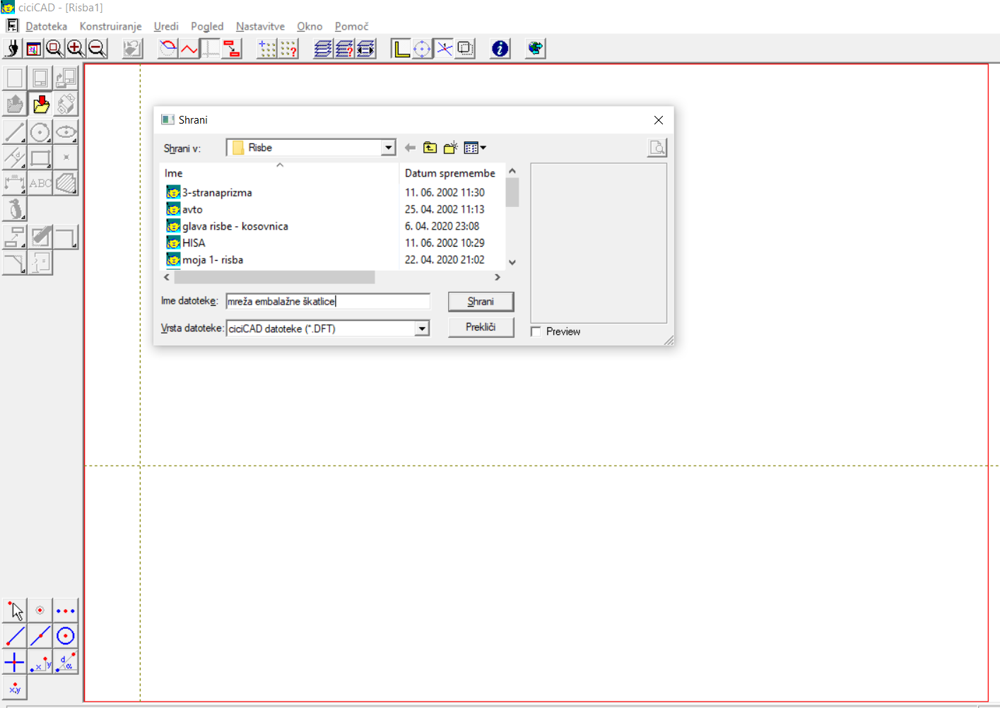 ciciCAD - [Risba1]
Datoteka Konstruiranje Uredi Pogled Nastavitve Okno Pomoč
Shrani
Shrani v: Risbe
Ime Datum spremembe
3-stranaprizma 11. 06. 2002 11:30
avto 25. 04. 2002 11:13
glava risbe - kosovnica 6. 04. 2020 23:08
HISA 11. 06. 2002 10:29
moja 1- risba 22. 04. 2020 21:02
Ime datoteke: mreža embalažne škatlice Shrani
Vrsta datoteke: ciciCAD datoteke (*.DFT) Prekliči
Preview
ABC
x y d α
x,y